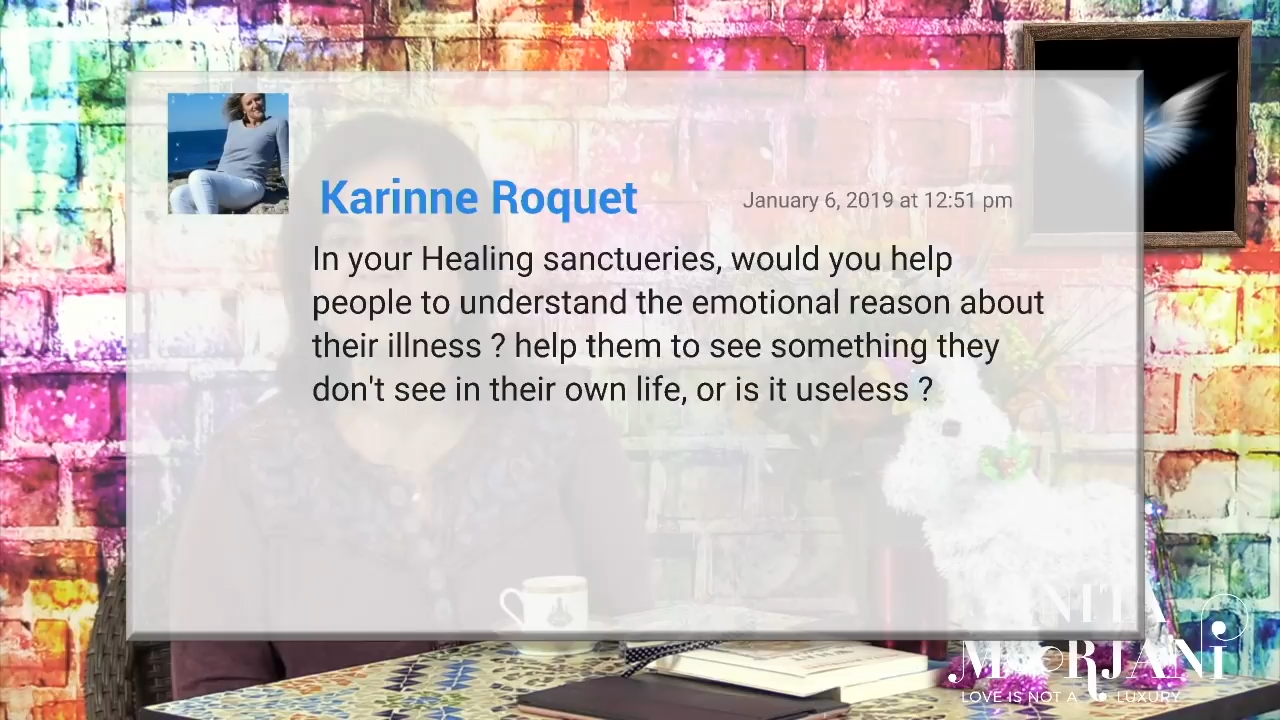 Karinne Roquet
January 6, 2019 at 12:51 pm
In your Healing sanctueries, would you help
people to understand the emotional reason about
their illness ? help them to see something they
don't see in their own life, or is it useless ?
ANITA
MOORJANI
LOVE IS NOT A LUXURY